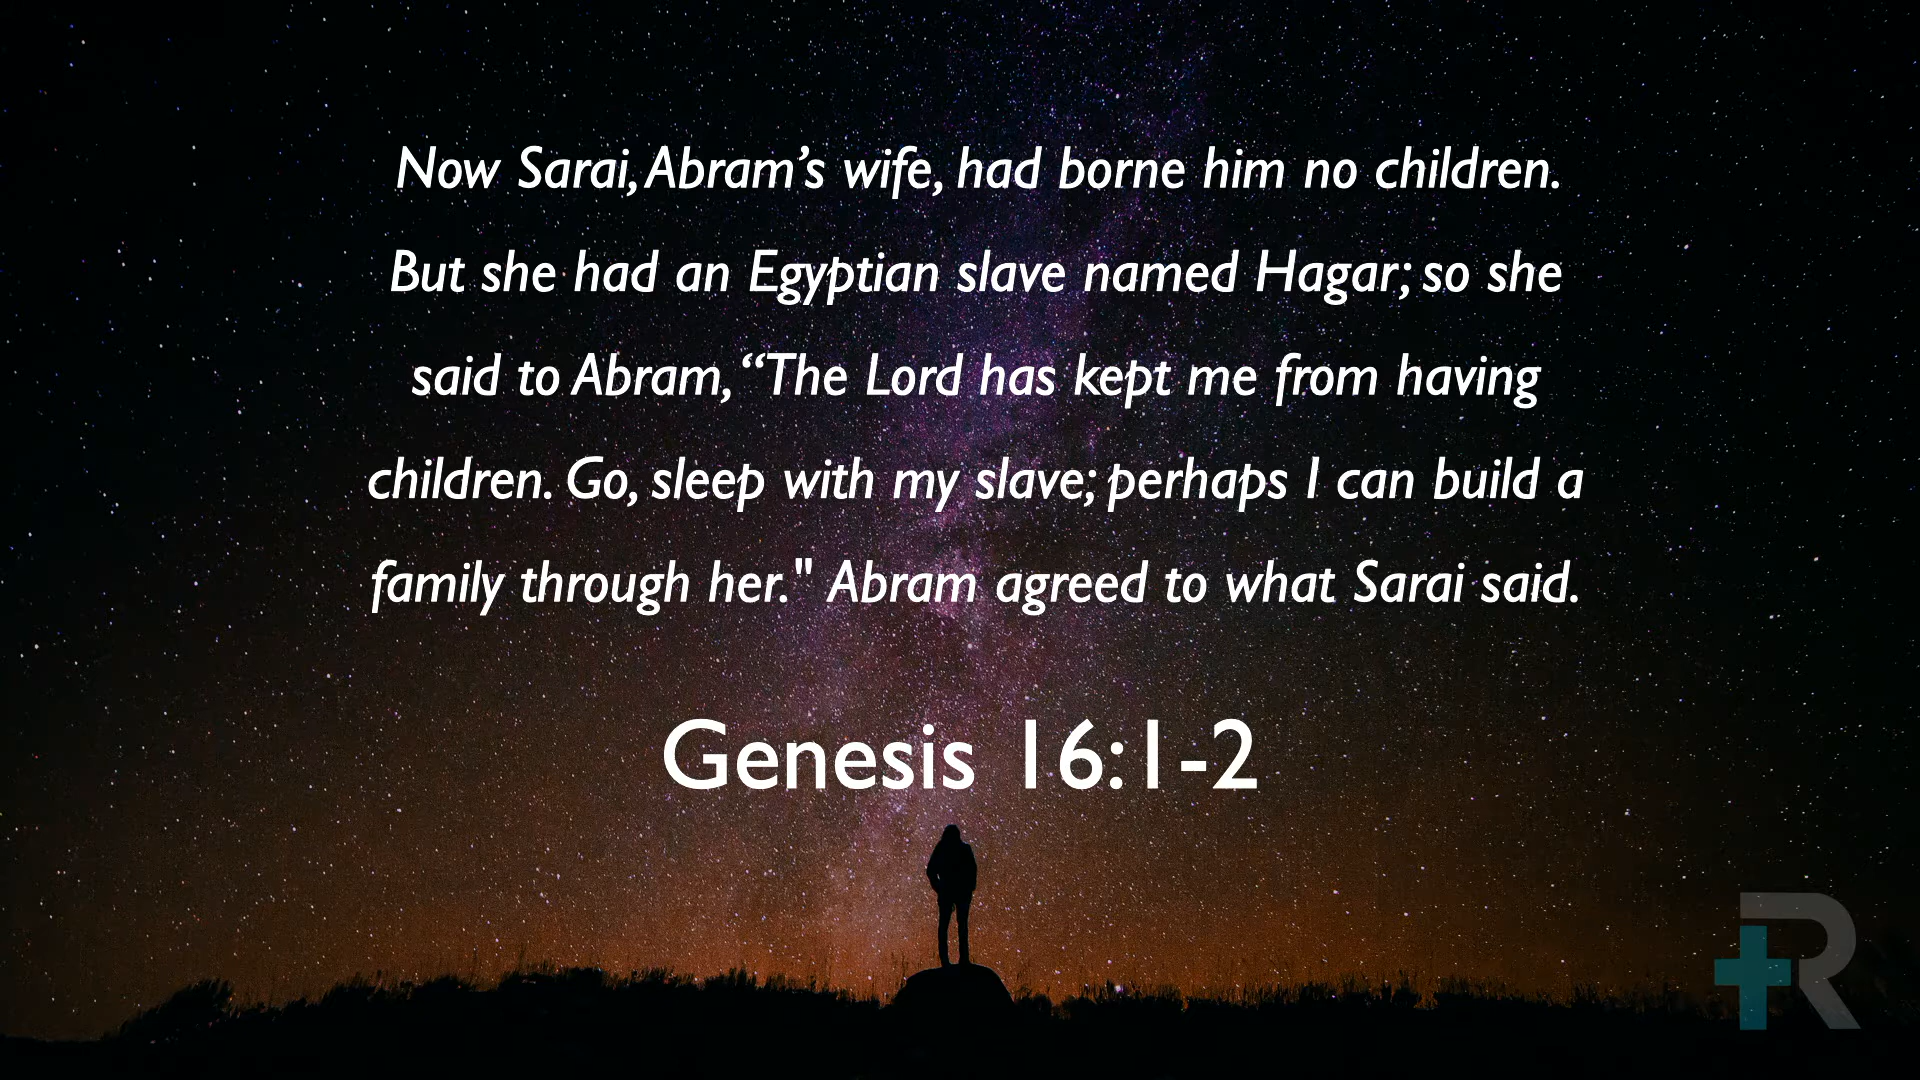 Now Sarai, Abram’s wife, had borne him no children.
But she had an Egyptian slave named Hagar; so she
said to Abram, “The Lord has kept me from having
children. Go, sleep with my slave; perhaps I can build a
family through her." Abram agreed to what Sarai said.
Genesis 16:1-2
R